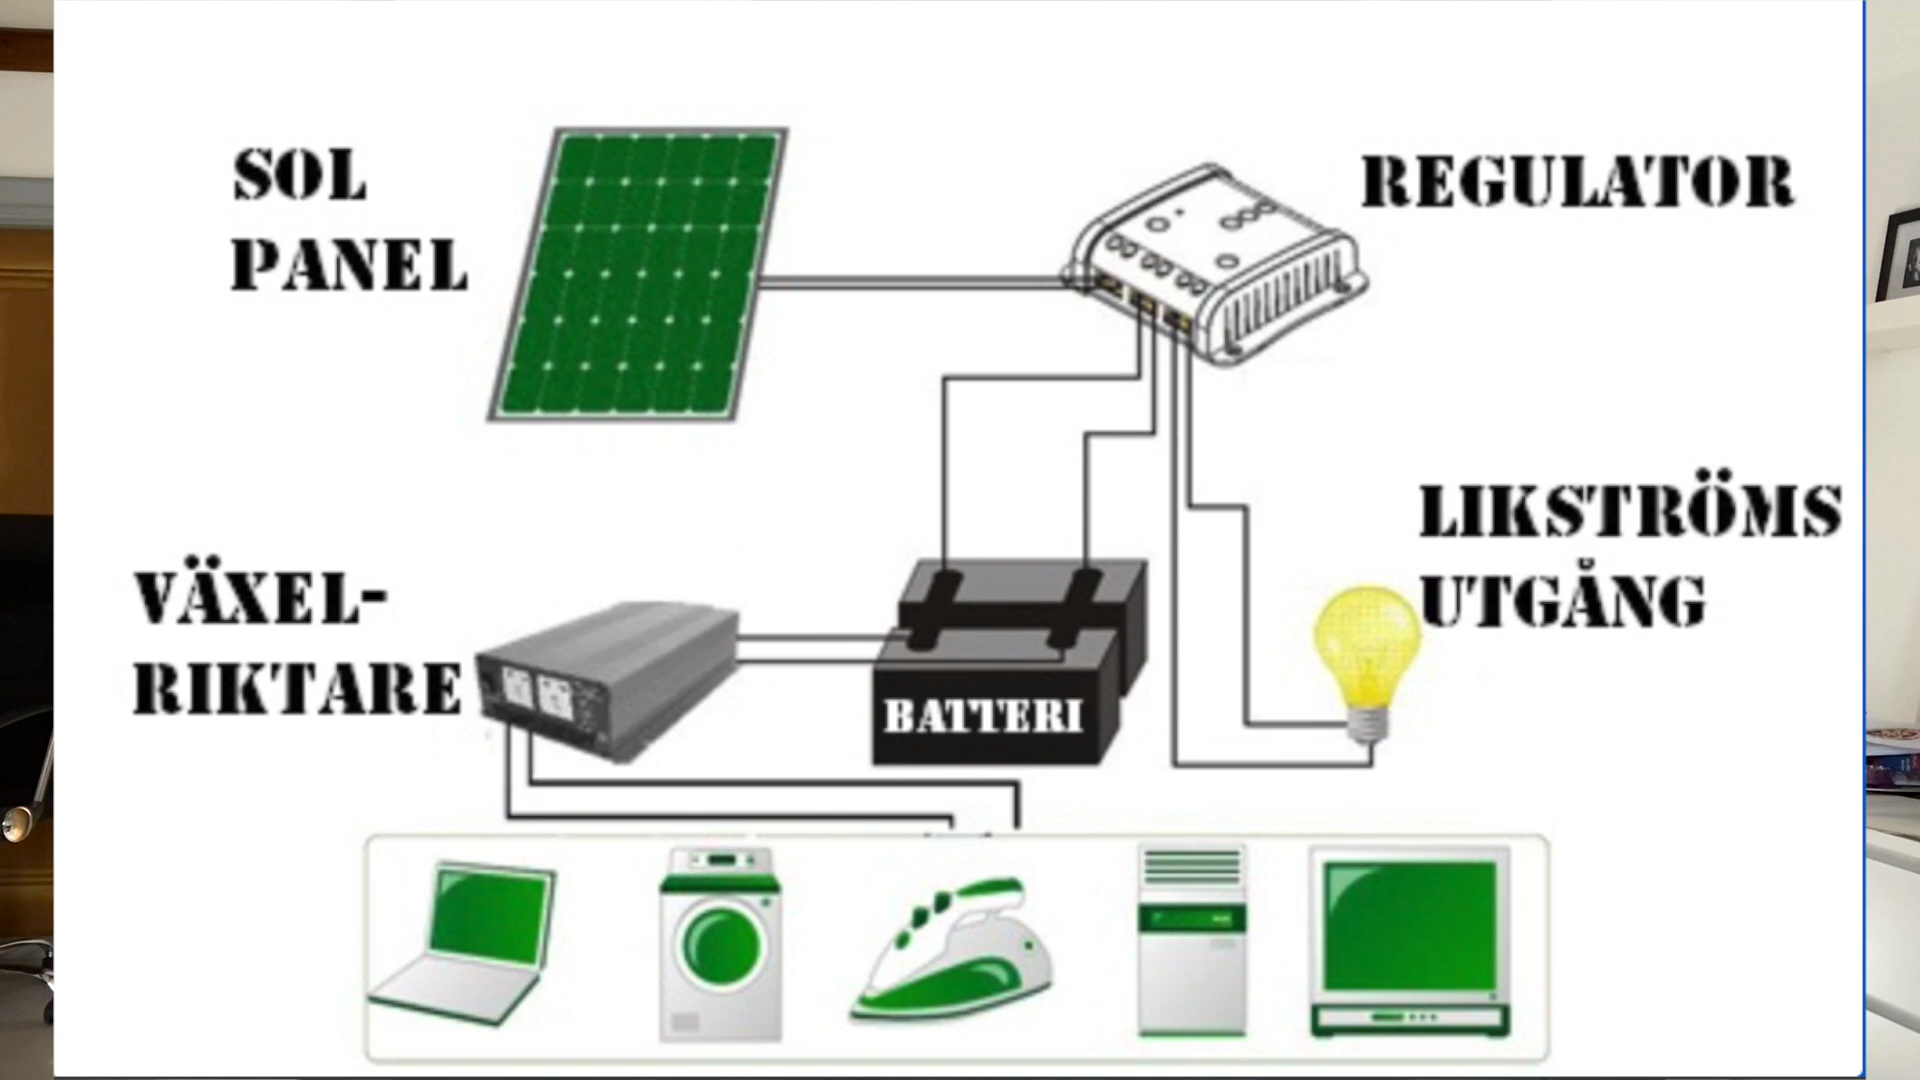 SOL
PANEL
REGULATOR
LIKSTRÖMS
UTGÅNG
VÄXEL-
RIKTARE
BATTERI